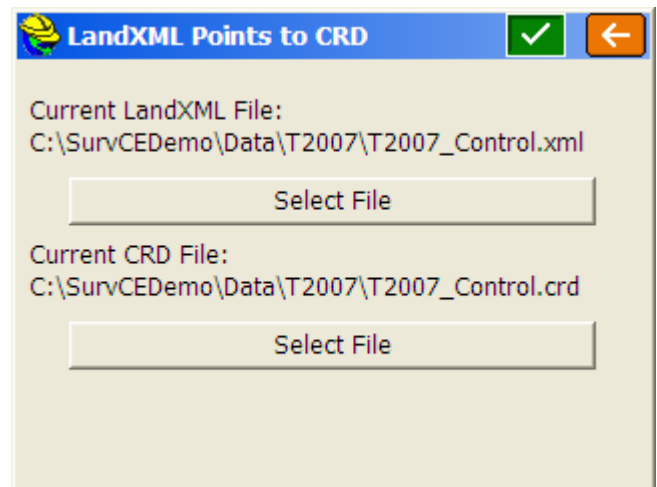 LandXML Points to CRD
Current LandXML File:
C:\SurvCEDemo\Data\T2007\T2007_Control.xml
Select File
Current CRD File:
C:\SurvCEDemo\Data\T2007\T2007_Control.crd
Select File